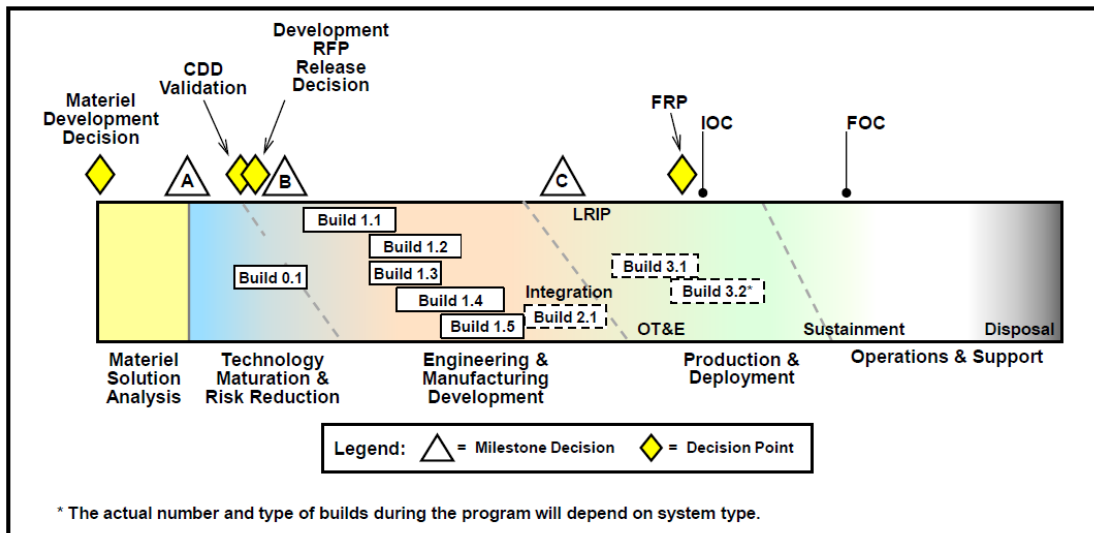 Development
RFP
Release
Decision
CDD
Validation
Materiel
Development
Decision
FRP
IOC
FOC
A
B
C
LRIP
Build 1.1
Build 1.2
Build 0.1
Build 1.3
Build 1.4
Build 1.5
Integration
Build 2.1
Build 3.1
Build 3.2*
OT&E
Sustainment
Disposal
Materiel
Solution
Analysis
Technology
Maturation &
Risk Reduction
Engineering &
Manufacturing
Development
Production &
Deployment
Operations & Support
Legend:
= Milestone Decision
= Decision Point
* The actual number and type of builds during the program will depend on system type.